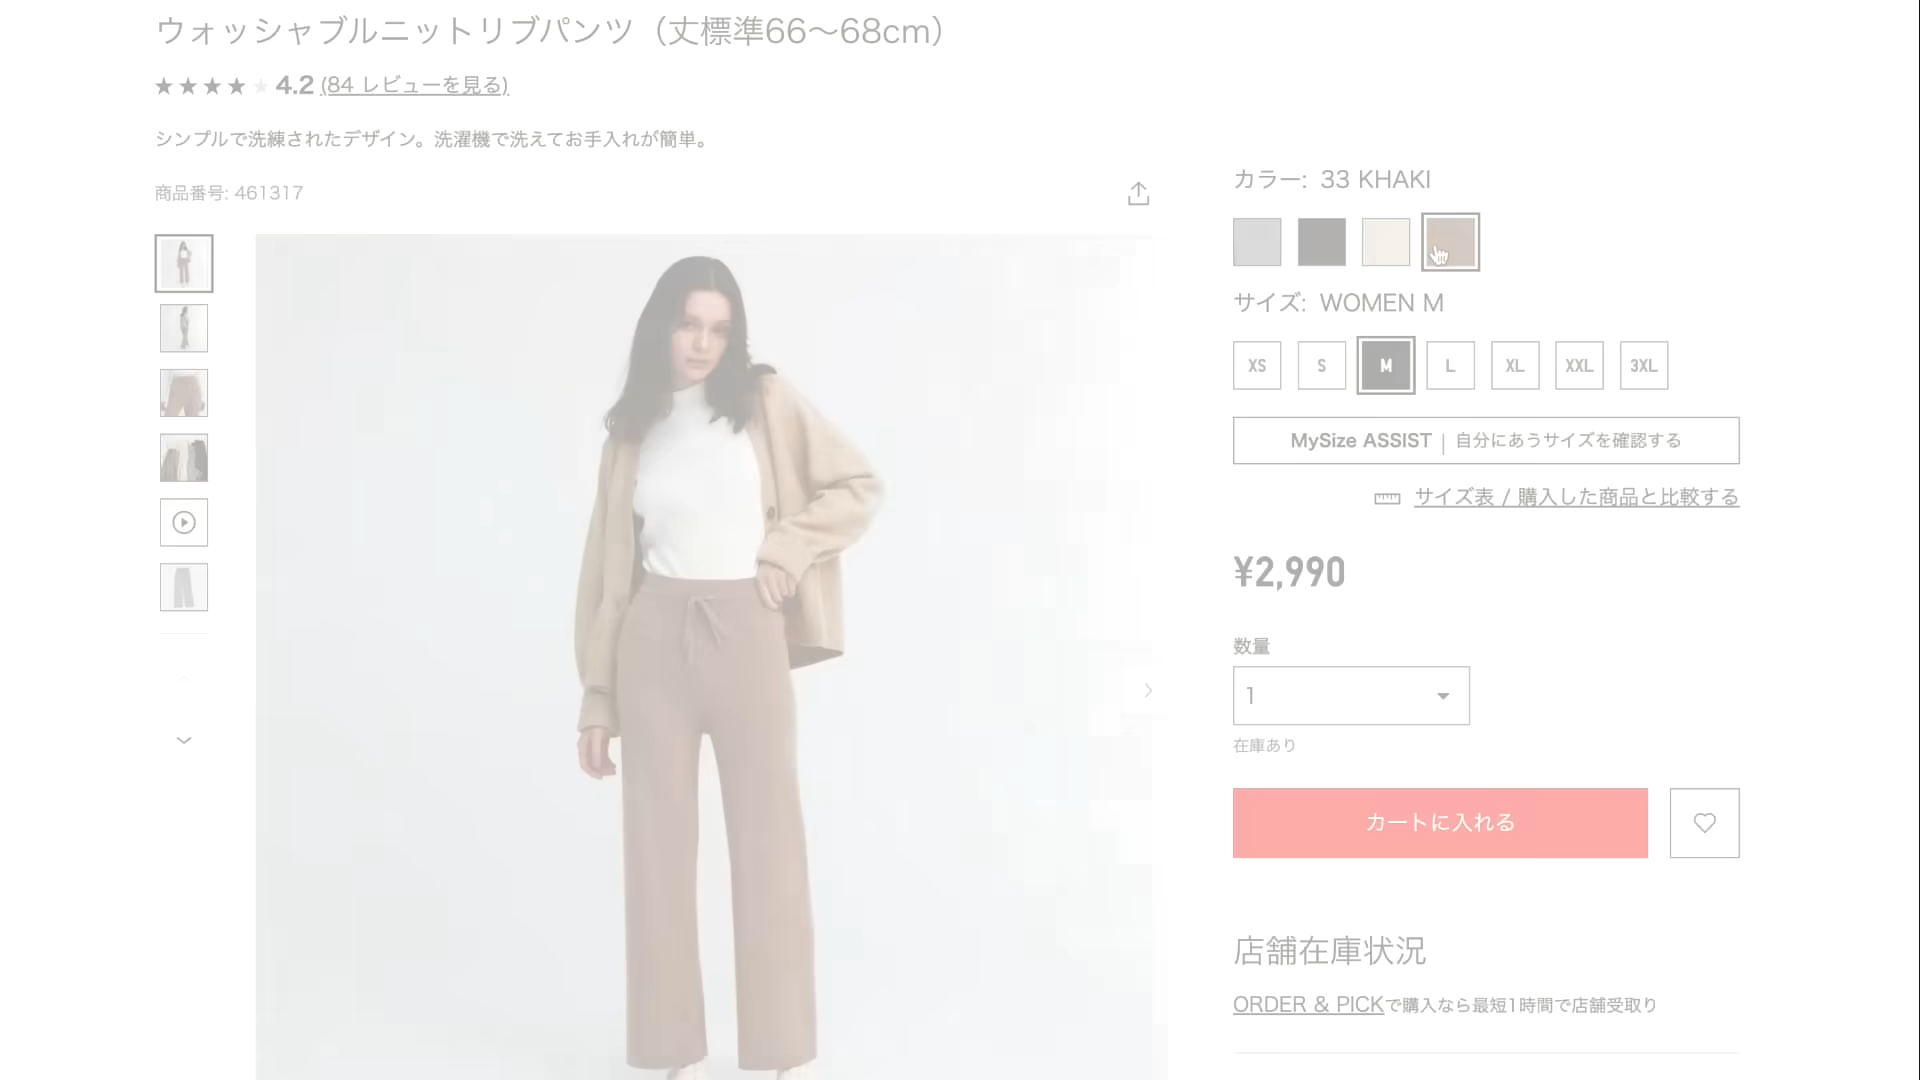 ウォッシャブルニットリブパンツ（丈標準66～68cm）
4.2 (84 レビューを見る)
シンプルで洗練されたデザイン。洗濯機で洗えてお手入れが簡単。
商品番号: 461317
カラー: 33 KHAKI
サイズ: WOMEN M
XS S M L XL XXL 3XL
MySize ASSIST | 自分にあうサイズを確認する
サイズ表 / 購入した商品と比較する
¥2,990
数量
1
在庫あり
カートに入れる
店舗在庫状況
ORDER & PICKで購入なら最短1時間で店舗受取り